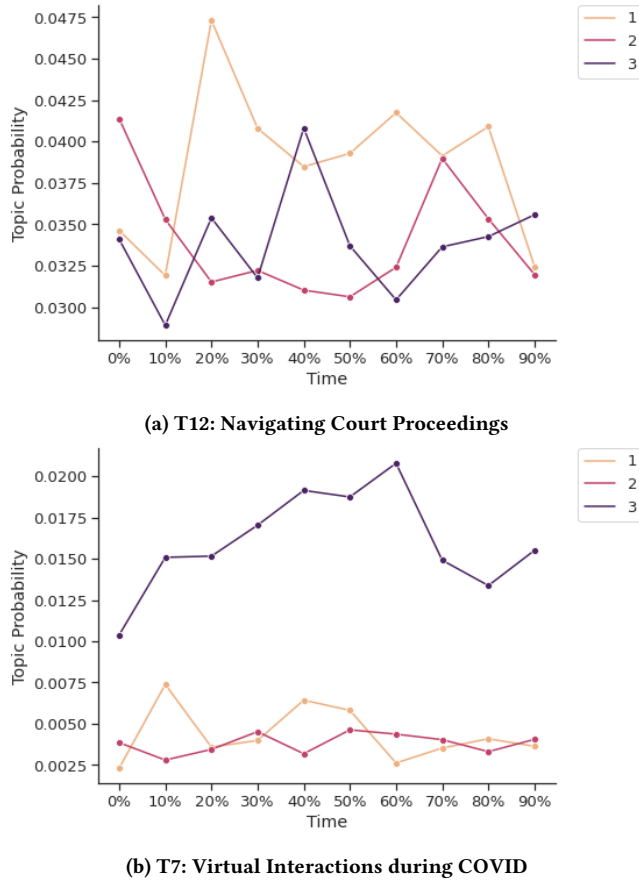 0.0475
0.0450
0.0425
0.0400
0.0375
0.0350
0.0325
0.0300
Topic Probability
0% 10% 20% 30% 40% 50% 60% 70% 80% 90%
Time
1
2
3
(a) T12: Navigating Court Proceedings
0.0200
0.0175
0.0150
0.0125
0.0100
0.0075
0.0050
0.0025
Topic Probability
0% 10% 20% 30% 40% 50% 60% 70% 80% 90%
Time
1
2
3
(b) T7: Virtual Interactions during COVID